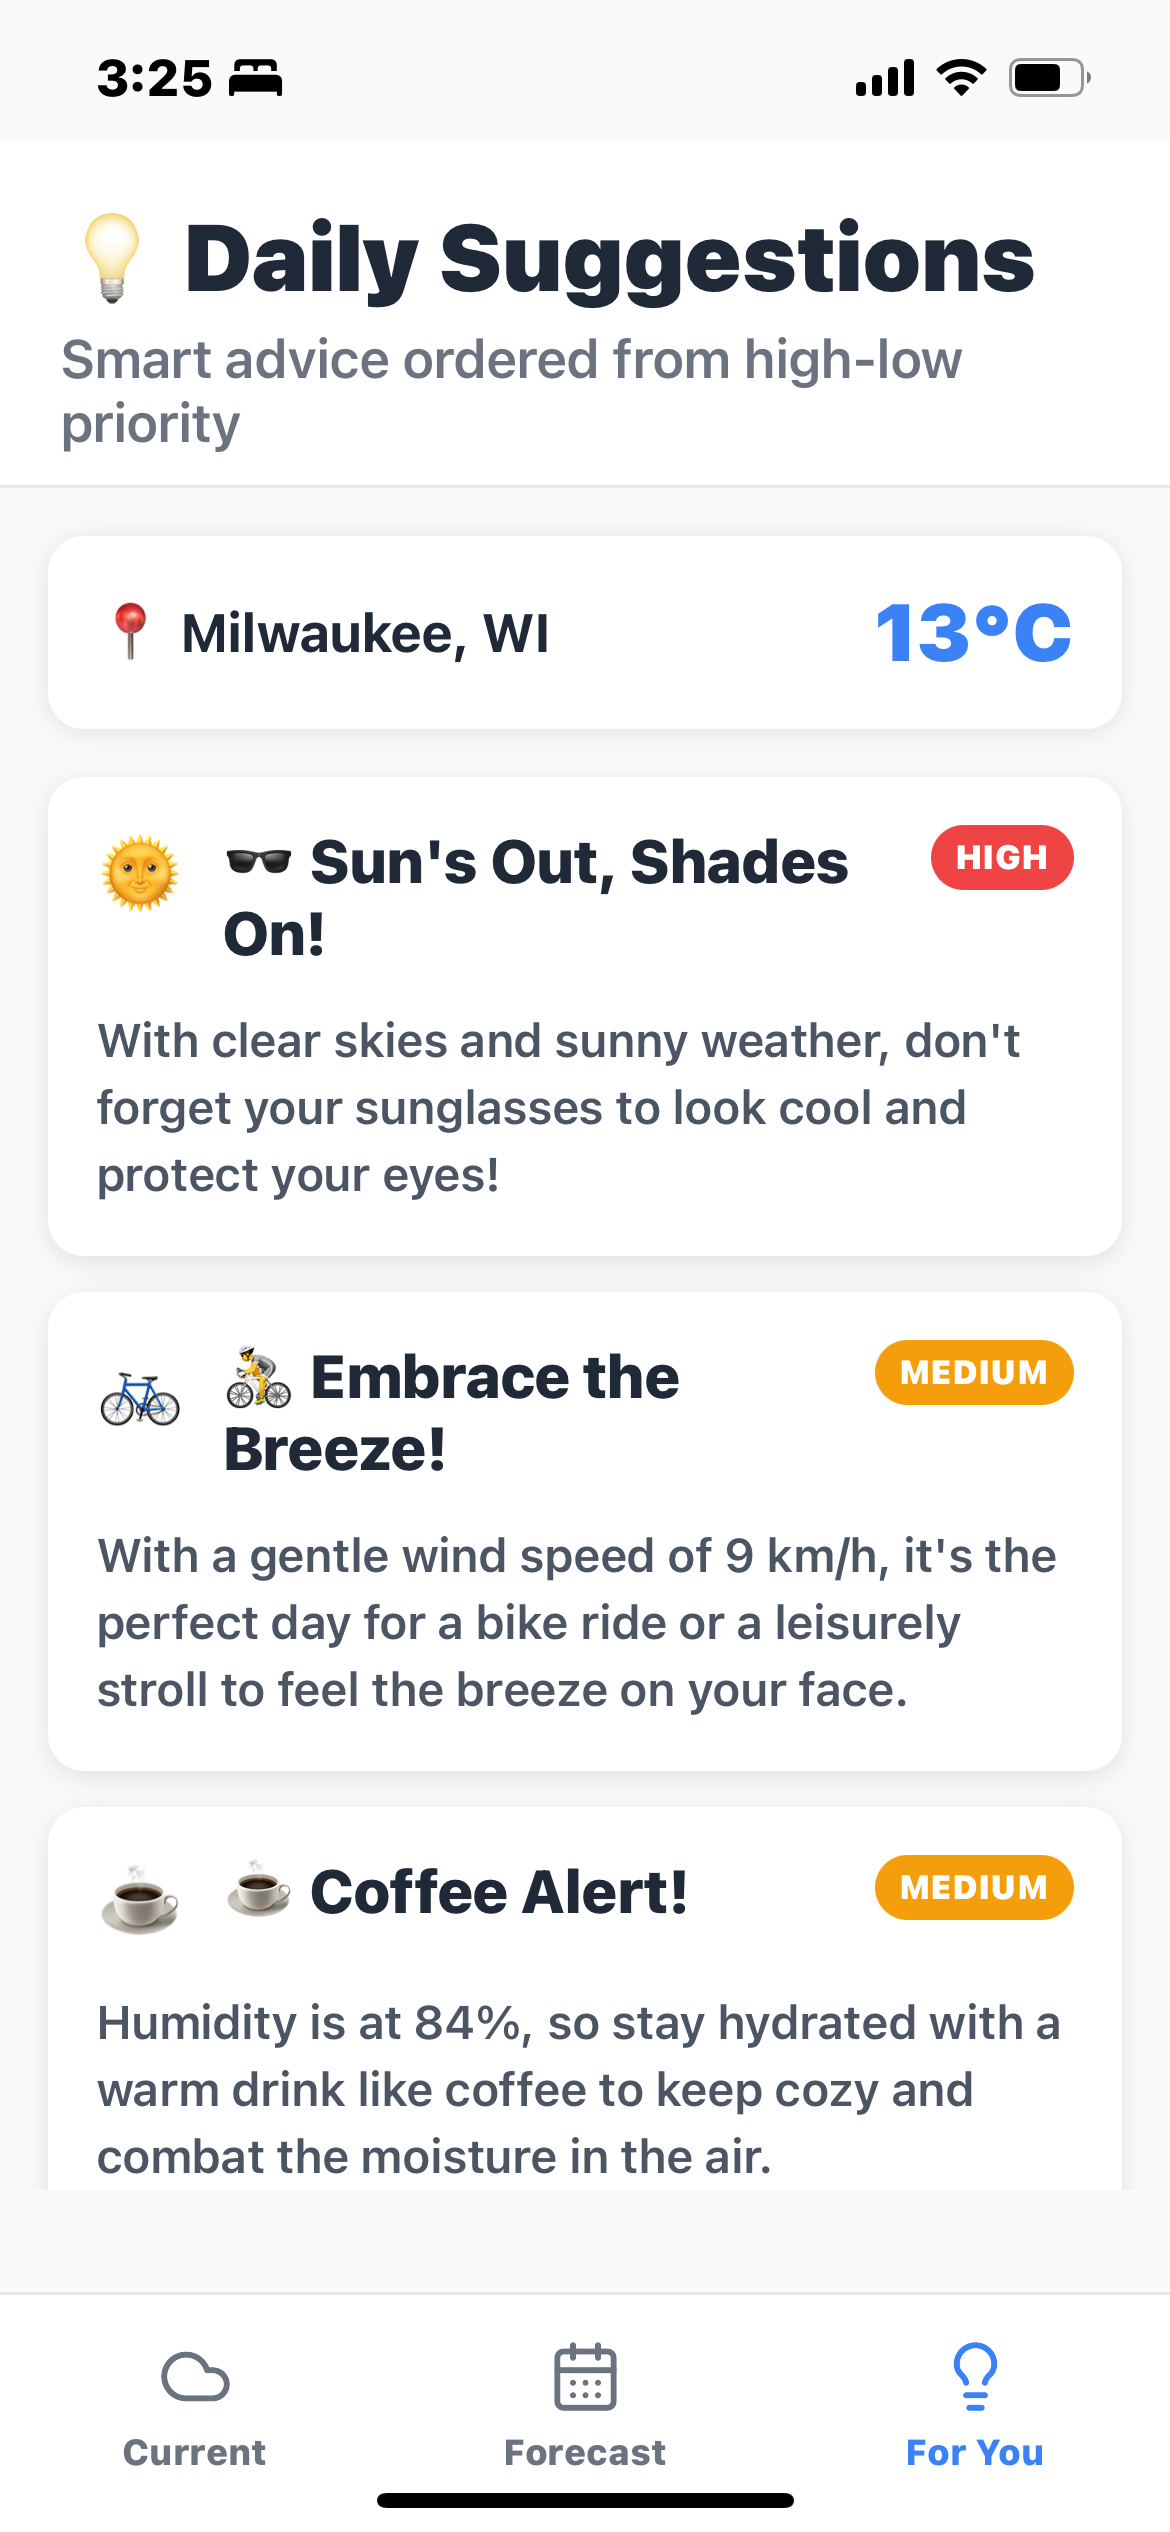 3:25
💡 Daily Suggestions
Smart advice ordered from high-low
priority
📍 Milwaukee, WI
13°C
🌞 🕶️ Sun's Out, Shades
On!
HIGH
With clear skies and sunny weather, don't
forget your sunglasses to look cool and
protect your eyes!
🚲 🚴 Embrace the
Breeze!
MEDIUM
With a gentle wind speed of 9 km/h, it's the
perfect day for a bike ride or a leisurely
stroll to feel the breeze on your face.
☕ ☕ Coffee Alert!
MEDIUM
Humidity is at 84%, so stay hydrated with a
warm drink like coffee to keep cozy and
combat the moisture in the air.
Current
Forecast
For You